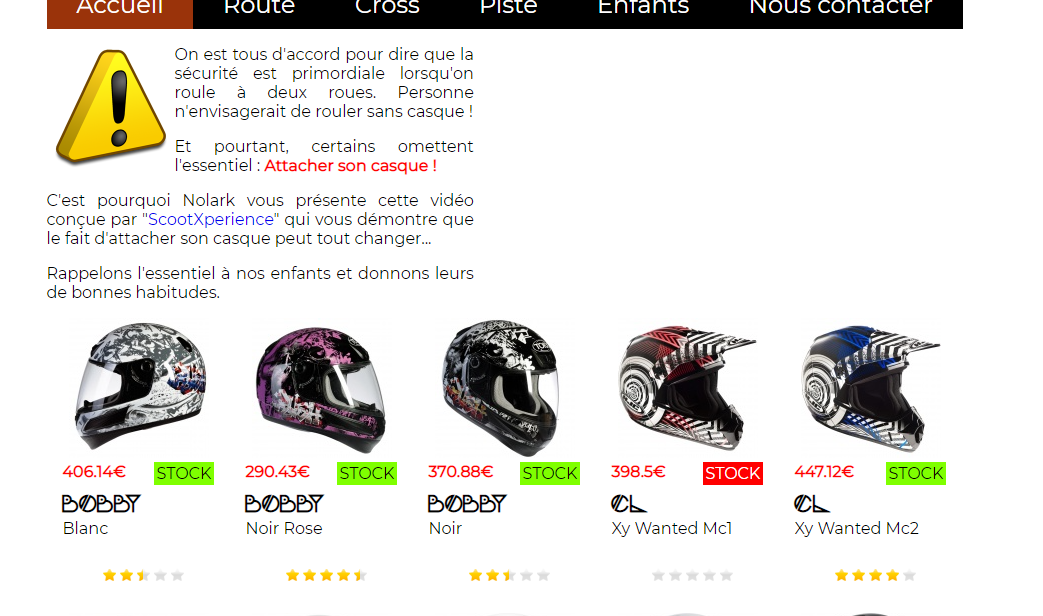 Accueil Route Cross Piste Enfants Nous contacter
On est tous d'accord pour dire que la
sécurité est primordiale lorsqu'on
roule à deux roues. Personne
n'envisagerait de rouler sans casque !
Et pourtant, certains omettent
l'essentiel : Attacher son casque !
C'est pourquoi Nolark vous présente cette vidéo
conçue par "ScootXperience" qui vous démontre que
le fait d'attacher son casque peut tout changer...
Rappelons l'essentiel à nos enfants et donnons leurs
de bonnes habitudes.
406.14€ STOCK 290.43€ STOCK 370.88€ STOCK 398.5€ STOCK 447.12€ STOCK
BOBBY BOBBY BOBBY CL CL
Blanc Noir Rose Noir Xy Wanted Mc1 Xy Wanted Mc2